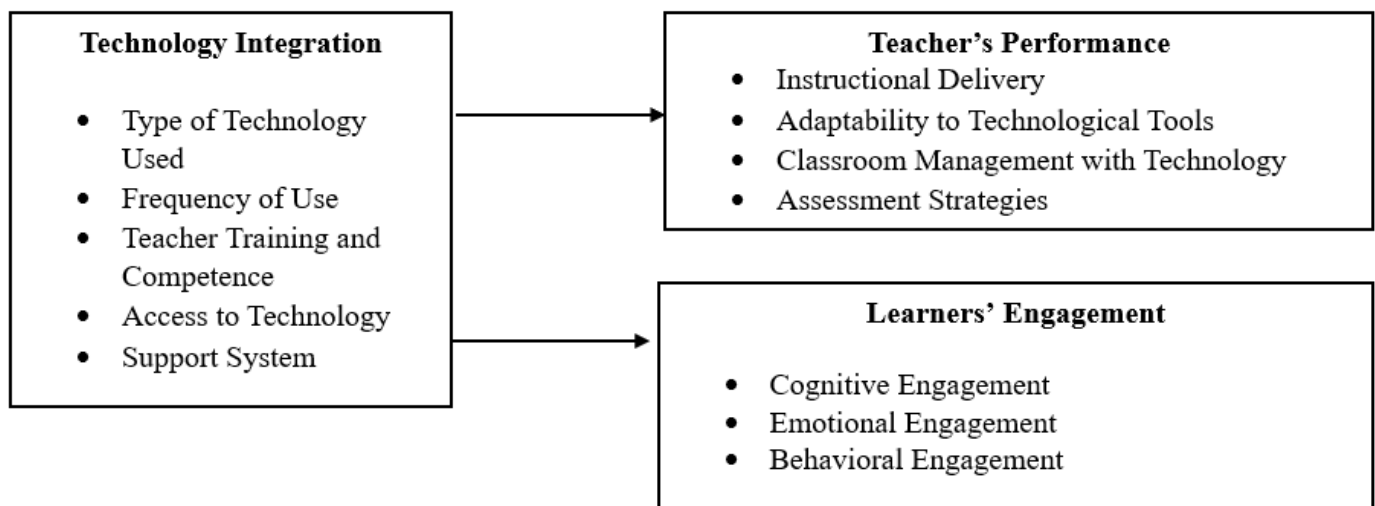 Technology Integration
• Type of Technology
Used
• Frequency of Use
• Teacher Training and
Competence
• Access to Technology
• Support System
Teacher’s Performance
• Instructional Delivery
• Adaptability to Technological Tools
• Classroom Management with Technology
• Assessment Strategies
Learners’ Engagement
• Cognitive Engagement
• Emotional Engagement
• Behavioral Engagement